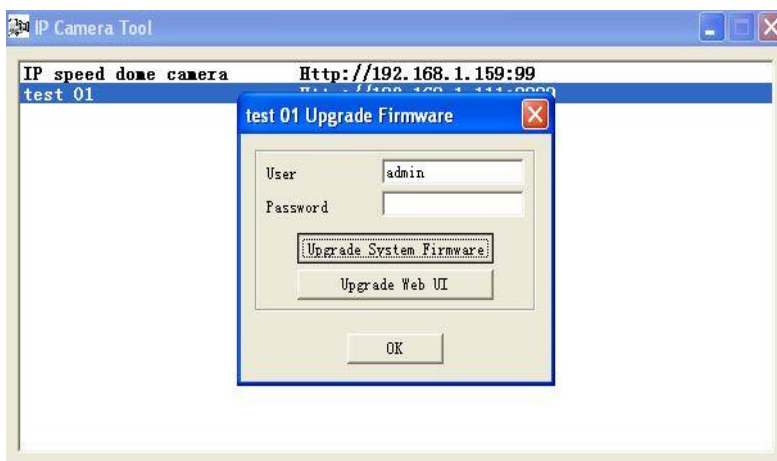 IP Camera Tool
IP speed dome camera Http://192.168.1.159:99
test 01
test 01 Upgrade Firmware
User admin
Password
Upgrade System Firmware
Upgrade Web UI
OK